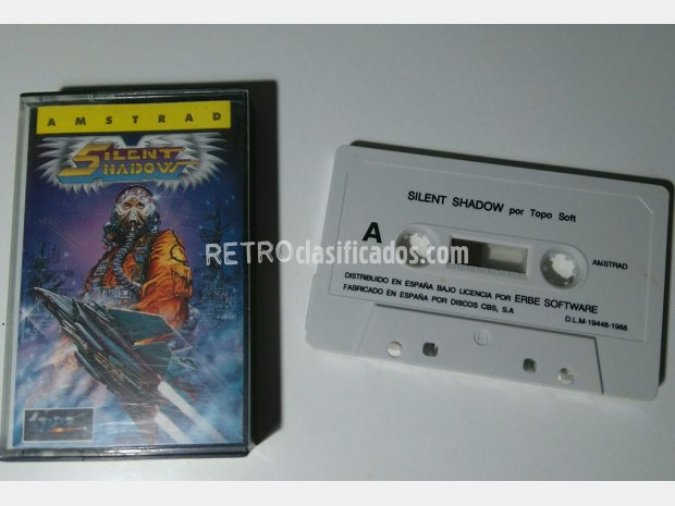 AMSTRAD
SILENT
SHADOW
RETROclasificados.com
SILENT SHADOW por Topo Soft
A
AMSTRAD
DISTRIBUIDO EN ESPAÑA BAJO LICENCIA POR ERBE SOFTWARE
FABRICADO EN ESPAÑA POR DISCOS CBS, S.A
D.L.M-19448-1988